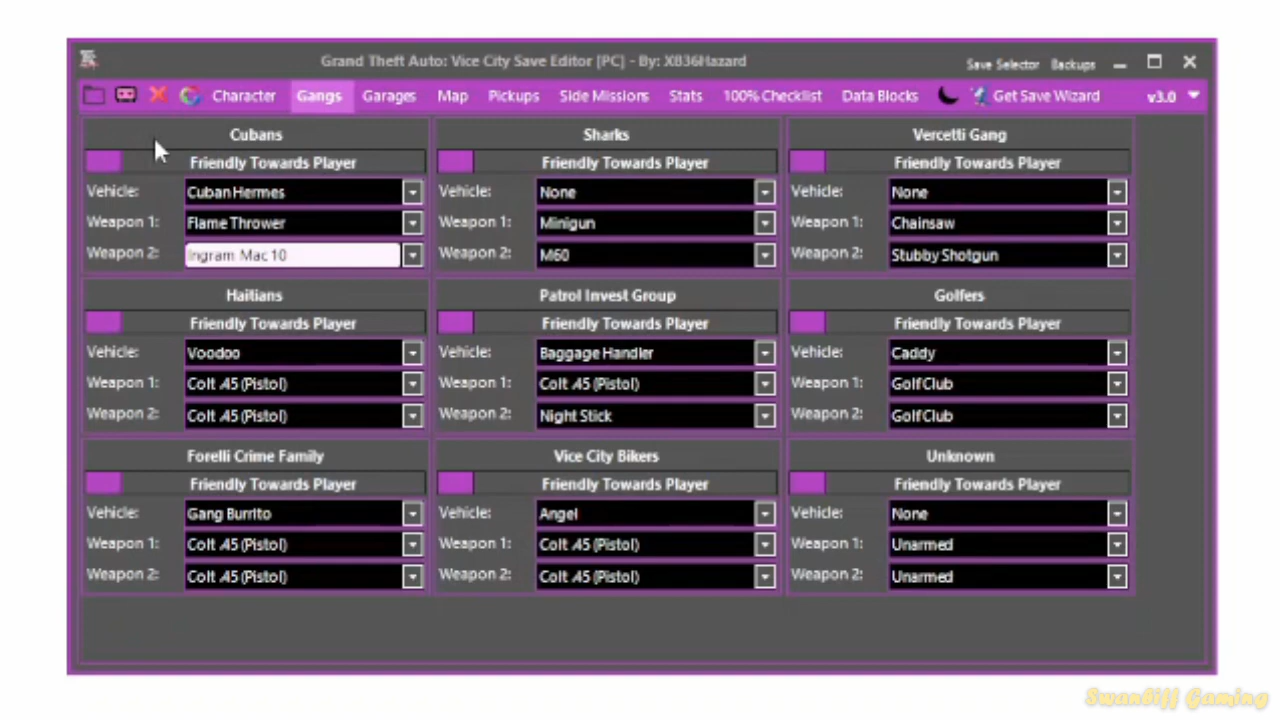 Grand Theft Auto: Vice City Save Editor [PC] - By: XB36Hazard
Save Selector Backups
Character Gangs Garages Map Pickups Side Missions Stats 100% Checklist Data Blocks Get Save Wizard v3.0
Cubans
Friendly Towards Player
Vehicle: Cuban Hermes
Weapon 1: Flame Thrower
Weapon 2: Ingram Mac 10
Sharks
Friendly Towards Player
Vehicle: None
Weapon 1: Minigun
Weapon 2: M60
Vercetti Gang
Friendly Towards Player
Vehicle: None
Weapon 1: Chainsaw
Weapon 2: Stubby Shotgun
Haitians
Friendly Towards Player
Vehicle: Voodoo
Weapon 1: Colt .45 (Pistol)
Weapon 2: Colt .45 (Pistol)
Patrol Invest Group
Friendly Towards Player
Vehicle: Baggage Handler
Weapon 1: Colt .45 (Pistol)
Weapon 2: Night Stick
Golfers
Friendly Towards Player
Vehicle: Caddy
Weapon 1: Golf Club
Weapon 2: Golf Club
Forelli Crime Family
Friendly Towards Player
Vehicle: Gang Burrito
Weapon 1: Colt .45 (Pistol)
Weapon 2: Colt .45 (Pistol)
Vice City Bikers
Friendly Towards Player
Vehicle: Angel
Weapon 1: Colt .45 (Pistol)
Weapon 2: Colt .45 (Pistol)
Unknown
Friendly Towards Player
Vehicle: None
Weapon 1: Unarmed
Weapon 2: Unarmed
SwanGiff Gaming